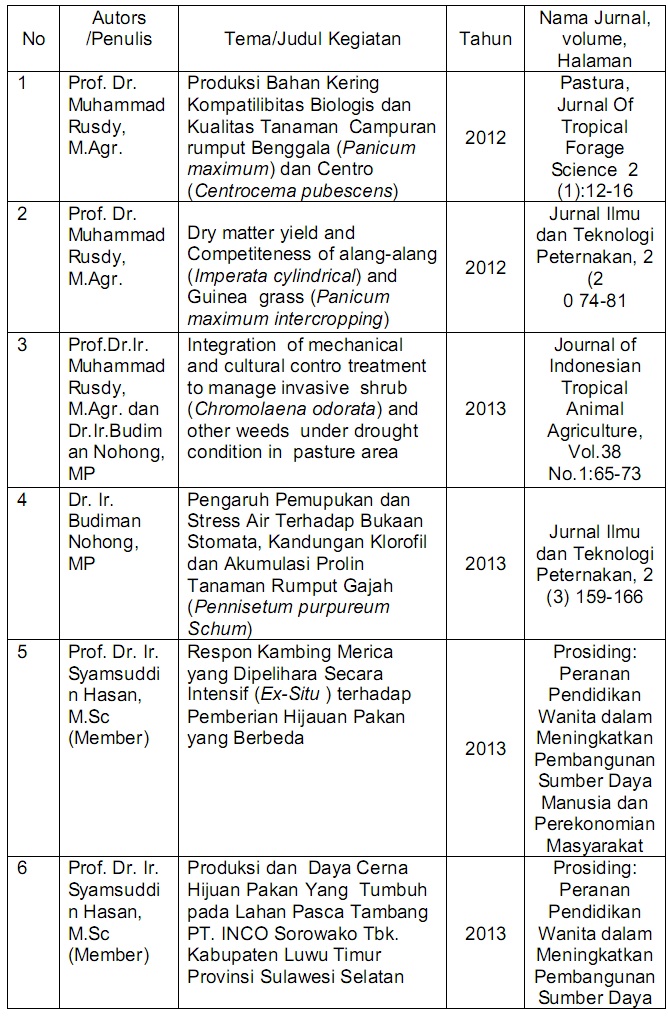 No
Autors
/Penulis
Tema/Judul Kegiatan
Tahun
Nama Jurnal,
volume,
Halaman
1
Prof. Dr.
Muhammad
Rusdy,
M.Agr.
Produksi Bahan Kering
Kompatilibitas Biologis dan
Kualitas Tanaman Campuran
rumput Benggala (Panicum
maximum) dan Centro
(Centrocema pubescens)
2012
Pastura,
Jurnal Of
Tropical
Forage
Science 2
(1):12-16
2
Prof. Dr.
Muhammad
Rusdy,
M.Agr.
Dry matter yield and
Competiteness of alang-alang
(Imperata cylindrical) and
Guinea grass (Panicum
maximum intercropping)
2012
Jurnal Ilmu
dan Teknologi
Peternakan, 2
(2
0 74-81
3
Prof.Dr.Ir.
Muhammad
Rusdy,
M.Agr. dan
Dr.Ir.Budim
an Nohong,
MP
Integration of mechanical
and cultural contro treatment
to manage invasive shrub
(Chromolaena odorata) and
other weeds under drought
condition in pasture area
2013
Journal of
Indonesian
Tropical
Animal
Agriculture,
Vol.38
No.1:65-73
4
Dr. Ir.
Budiman
Nohong,
MP
Pengaruh Pemupukan dan
Stress Air Terhadap Bukaan
Stomata, Kandungan Klorofil
dan Akumulasi Prolin
Tanaman Rumput Gajah
(Pennisetum purpureum
Schum)
2013
Jurnal Ilmu
dan Teknologi
Peternakan, 2
(3) 159-166
5
Prof. Dr. Ir.
Syamsuddi
n Hasan,
M.Sc
(Member)
Respon Kambing Merica
yang Dipelihara Secara
Intensif (Ex-Situ ) terhadap
Pemberian Hijauan Pakan
yang Berbeda
2013
Prosiding:
Peranan
Pendidikan
Wanita dalam
Meningkatkan
Pembangunan
Sumber Daya
Manusia dan
Perekonomian
Masyarakat
6
Prof. Dr. Ir.
Syamsuddi
n Hasan,
M.Sc
(Member)
Produksi dan Daya Cerna
Hijuan Pakan Yang Tumbuh
pada Lahan Pasca Tambang
PT. INCO Sorowako Tbk.
Kabupaten Luwu Timur
Provinsi Sulawesi Selatan
2013
Prosiding:
Peranan
Pendidikan
Wanita dalam
Meningkatkan
Pembangunan
Sumber Daya